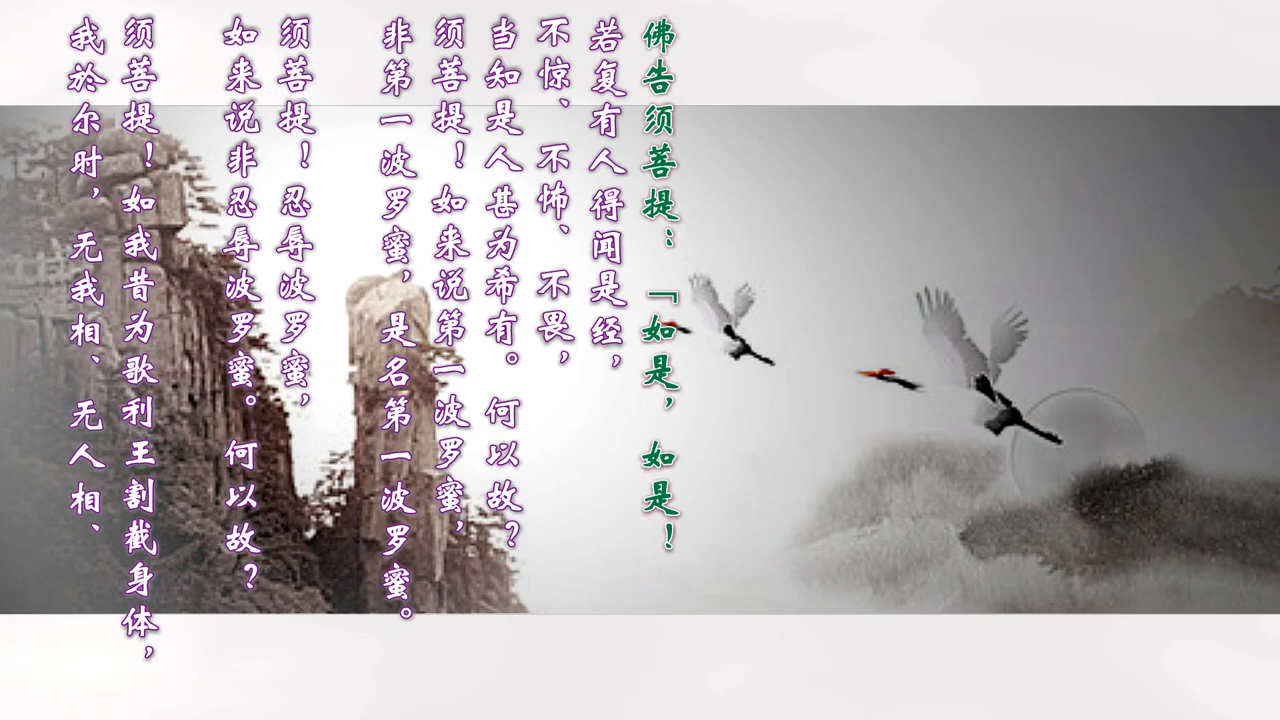 佛告须菩提：「如是，如是！
若复有人得闻是经，
不惊、不怖、不畏，
当知是人甚为希有。何以故？
须菩提！如来说第一波罗蜜，
非第一波罗蜜，是名第一波罗蜜。
须菩提！忍辱波罗蜜，
如来说非忍辱波罗蜜。何以故？
须菩提！如我昔为歌利王割截身体，
我於尔时，无我相、无人相、